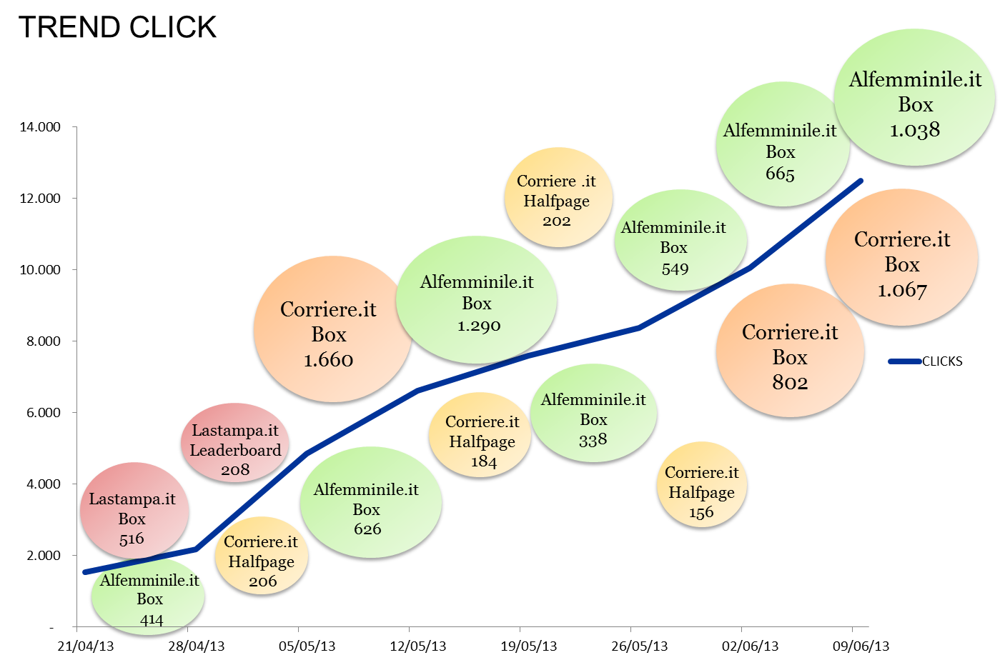 TREND CLICK
14.000
12.000
10.000
8.000
6.000
4.000
2.000
-
21/04/13
28/04/13
05/05/13
12/05/13
19/05/13
26/05/13
02/06/13
09/06/13
Lastampa.it
Box
516
Alfemminile.it
Box
414
Lastampa.it
Leaderboard
208
Corriere.it
Halfpage
206
Corriere.it
Box
1.660
Alfemminile.it
Box
626
Alfemminile.it
Box
1.290
Corriere.it
Halfpage
184
Corriere .it
Halfpage
202
Alfemminile.it
Box
338
Alfemminile.it
Box
549
Corriere.it
Halfpage
156
Alfemminile.it
Box
665
Corriere.it
Box
802
Alfemminile.it
Box
1.038
Corriere.it
Box
1.067
CLICKS